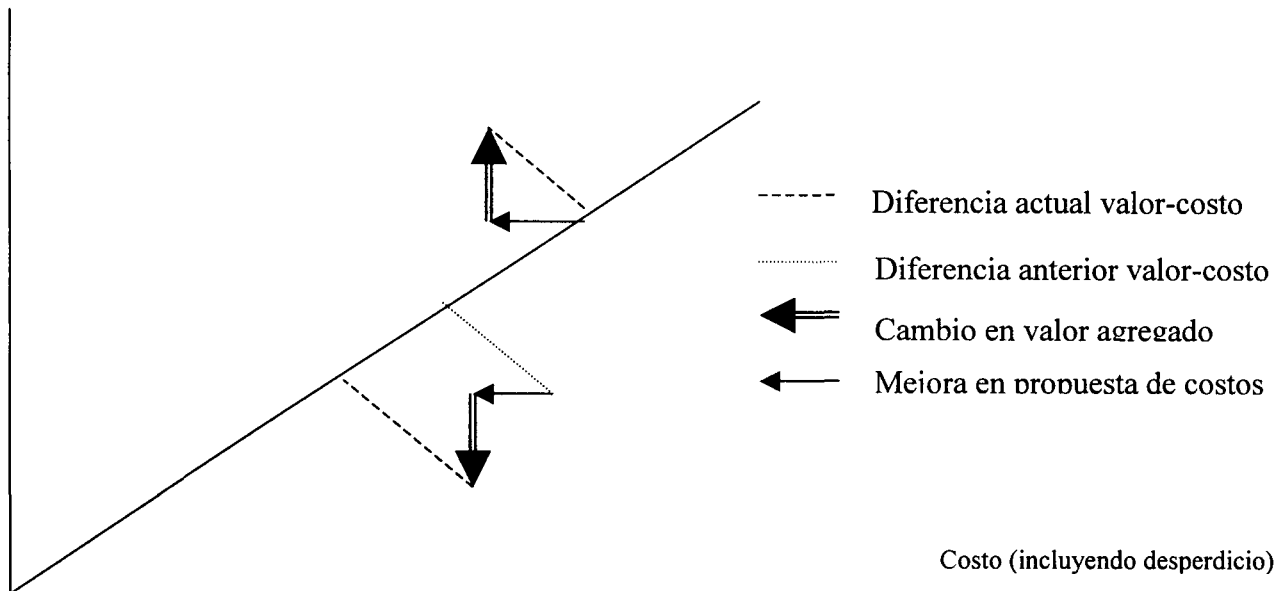 Diferencia actual valor-costo
Diferencia anterior valor-costo
Cambio en valor agregado
Mejora en propuesta de costos
Costo (incluyendo desperdicio)